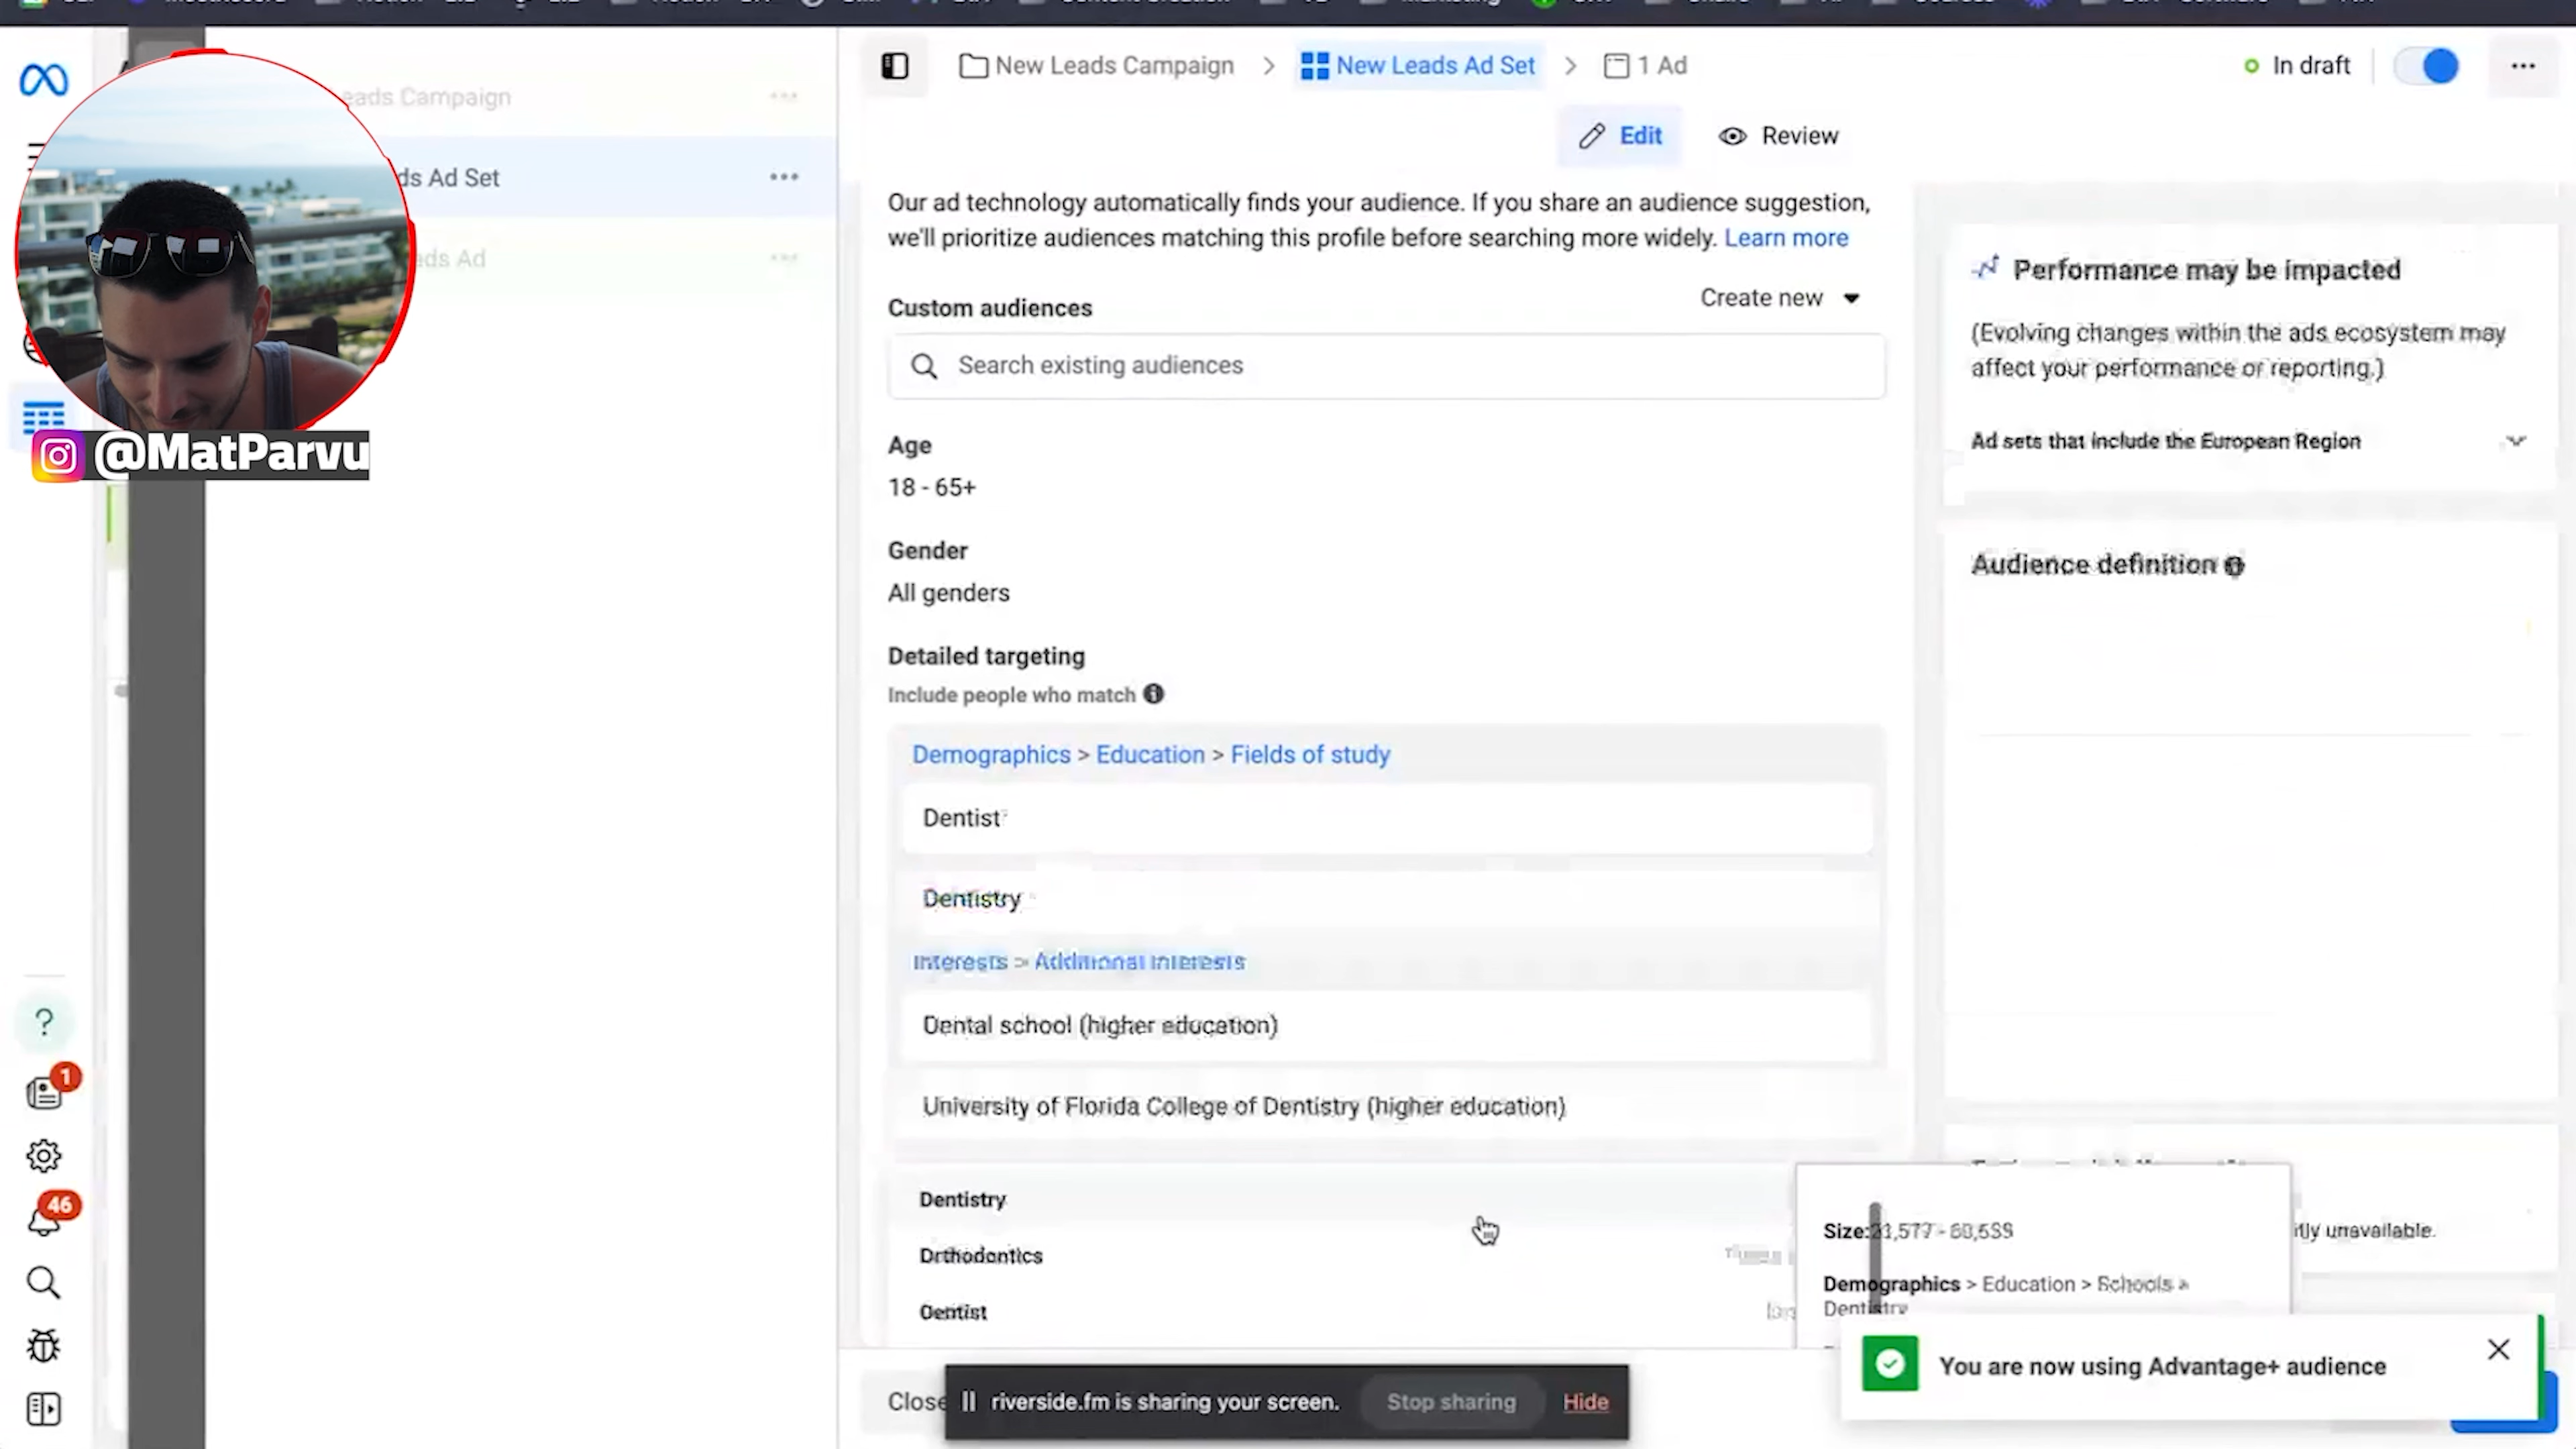 New Leads Campaign > New Leads Ad Set > 1 Ad
In draft
Edit
Review
eads Campaign
ds Ad Set
eds Ad
@MatParvu
Our ad technology automatically finds your audience. If you share an audience suggestion,
we'll prioritize audiences matching this profile before searching more widely. Learn more
Custom audiences
Create new
Search existing audiences
Age
18 - 65+
Gender
All genders
Detailed targeting
Include people who match
Demographics > Education > Fields of study
Dentist
Dentistry
Interests > Additional Interests
Dental school (higher education)
University of Florida College of Dentistry (higher education)
Dentistry
Orthodontics
Dentist
Performance may be impacted
(Evolving changes within the ads ecosystem may
affect your performance or reporting.)
Ad sets that include the European Region
Audience definition
Size:
Demographics > Education > Schools >
Dentistry
unavailable.
You are now using Advantage+ audience
Close
riverside.fm is sharing your screen.
Stop sharing
Hide
1
46